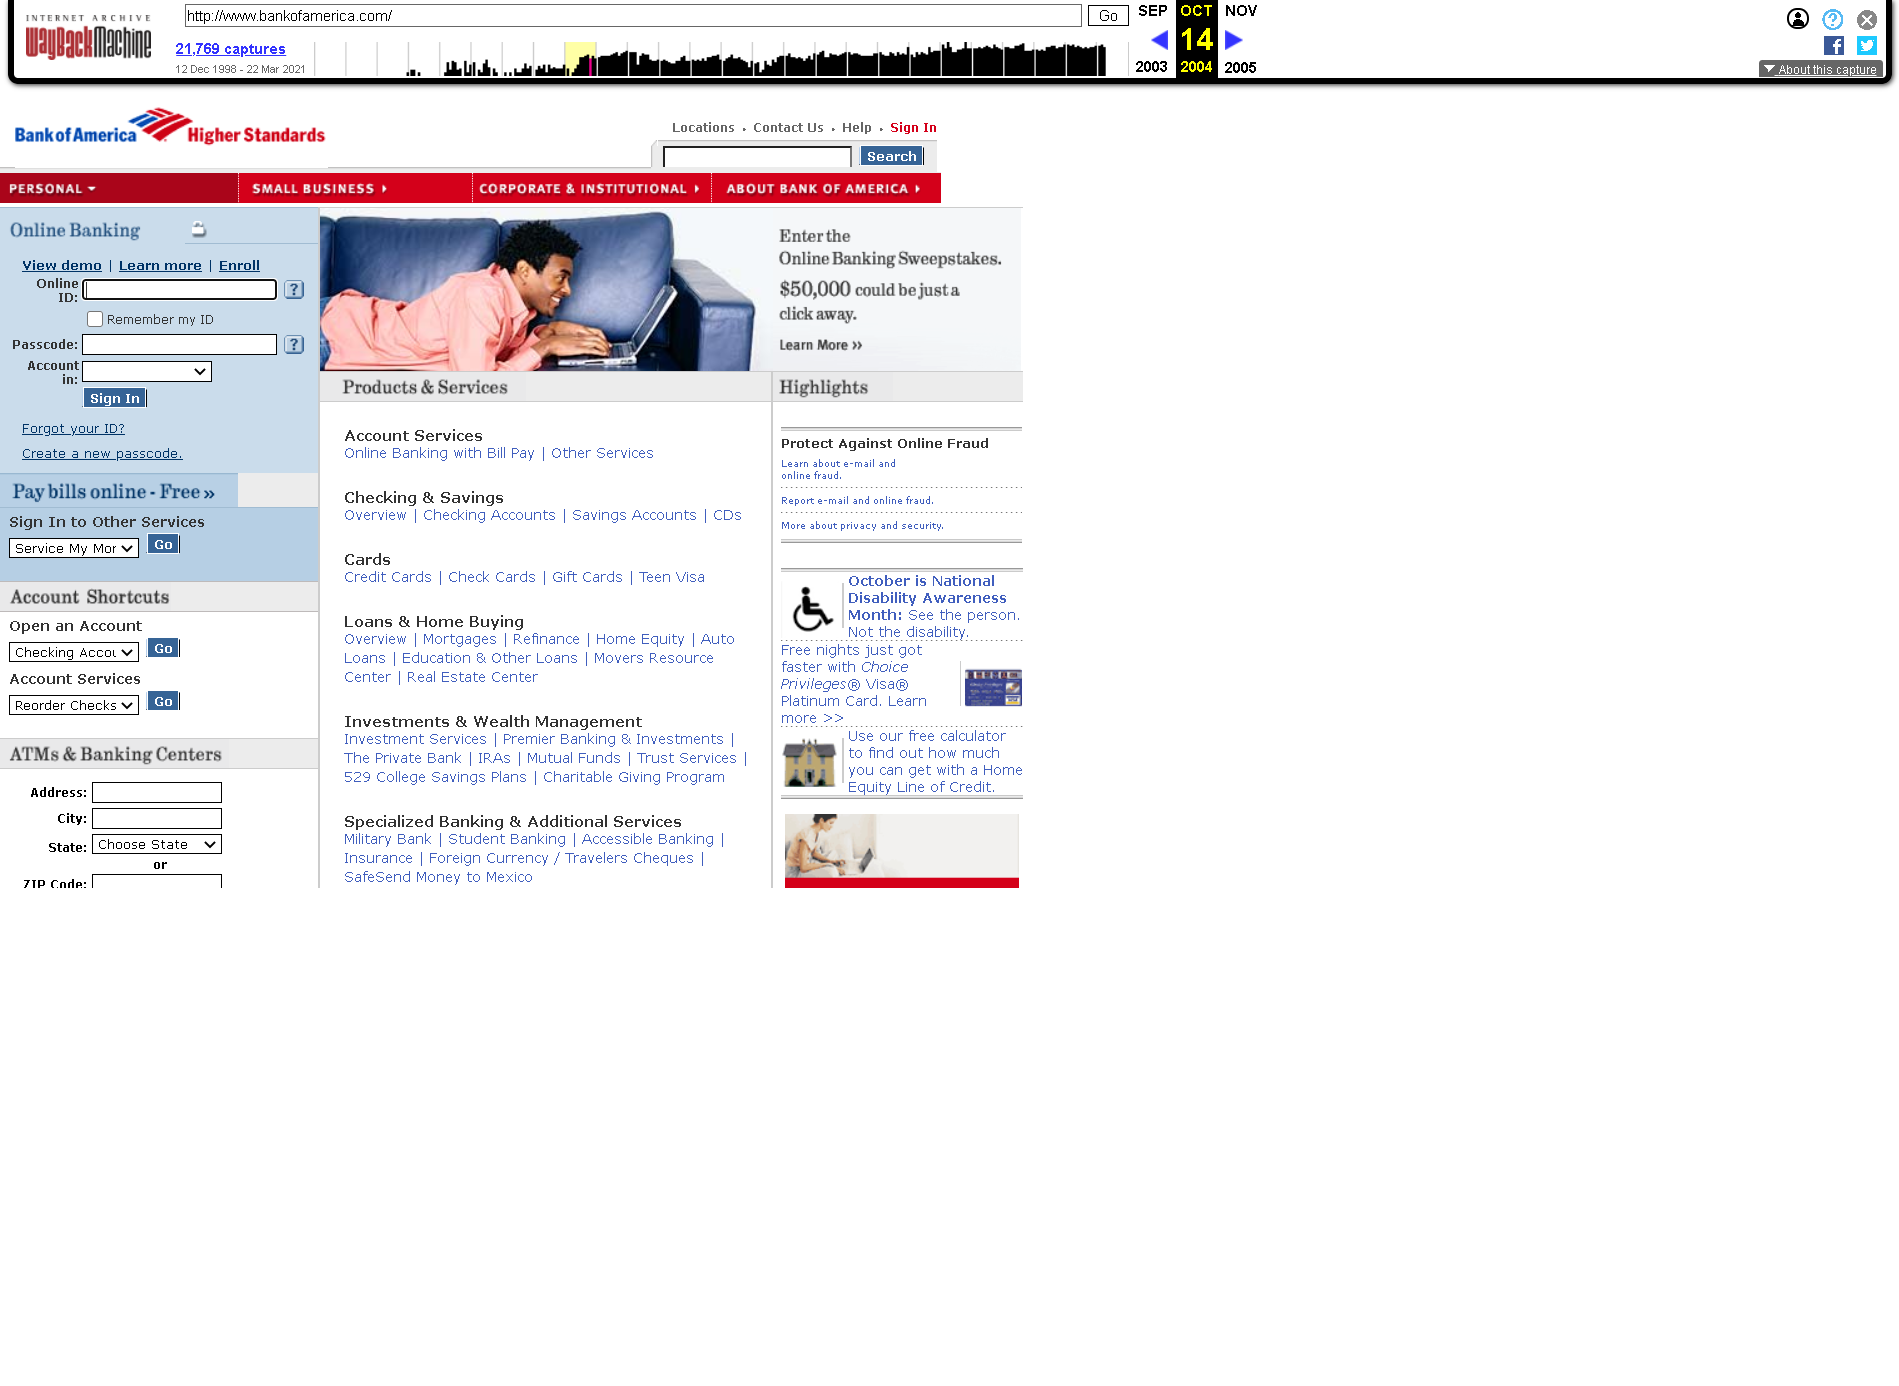 INTERNET ARCHIVE
WayBackMachine
http://www.bankofamerica.com/
Go
SEP OCT NOV
21,769 captures
14
12 Dec 1998 - 22 Mar 2021
2003 2004 2005
About this capture
Bank of America Higher Standards
Locations • Contact Us • Help • Sign In
Search
PERSONAL
SMALL BUSINESS
CORPORATE & INSTITUTIONAL
ABOUT BANK OF AMERICA
Online Banking
View demo | Learn more | Enroll
Online
ID:
?
Remember my ID
Passcode:
?
Account
in:
Sign In
Forgot your ID?
Create a new passcode.
Pay bills online - Free »
Sign In to Other Services
Service My Mor
Go
Account Shortcuts
Open an Account
Checking Accou
Go
Account Services
Reorder Checks
Go
ATMs & Banking Centers
Address:
City:
State: Choose State
or
ZIP Code:
Enter the
Online Banking Sweepstakes.
$50,000 could be just a
click away.
Learn More »
Products & Services
Account Services
Online Banking with Bill Pay | Other Services
Checking & Savings
Overview | Checking Accounts | Savings Accounts | CDs
Cards
Credit Cards | Check Cards | Gift Cards | Teen Visa
Loans & Home Buying
Overview | Mortgages | Refinance | Home Equity | Auto
Loans | Education & Other Loans | Movers Resource
Center | Real Estate Center
Investments & Wealth Management
Investment Services | Premier Banking & Investments |
The Private Bank | IRAs | Mutual Funds | Trust Services |
529 College Savings Plans | Charitable Giving Program
Specialized Banking & Additional Services
Military Bank | Student Banking | Accessible Banking |
Insurance | Foreign Currency / Travelers Cheques |
SafeSend Money to Mexico
Highlights
Protect Against Online Fraud
Learn about e-mail and
online fraud.
Report e-mail and online fraud.
More about privacy and security.
October is National
Disability Awareness
Month: See the person.
Not the disability.
Free nights just got
faster with Choice
Privileges® Visa®
Platinum Card. Learn
more >>
Use our free calculator
to find out how much
you can get with a Home
Equity Line of Credit.